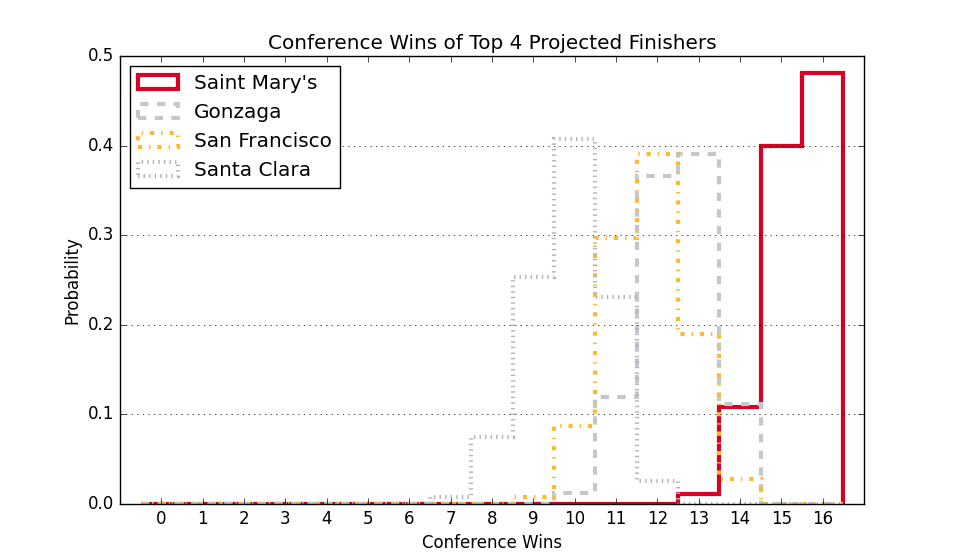 Conference Wins of Top 4 Projected Finishers
0.5
0.4
0.3
0.2
0.1
0.0
Probability
Saint Mary's
Gonzaga
San Francisco
Santa Clara
0 1 2 3 4 5 6 7 8 9 10 11 12 13 14 15 16
Conference Wins